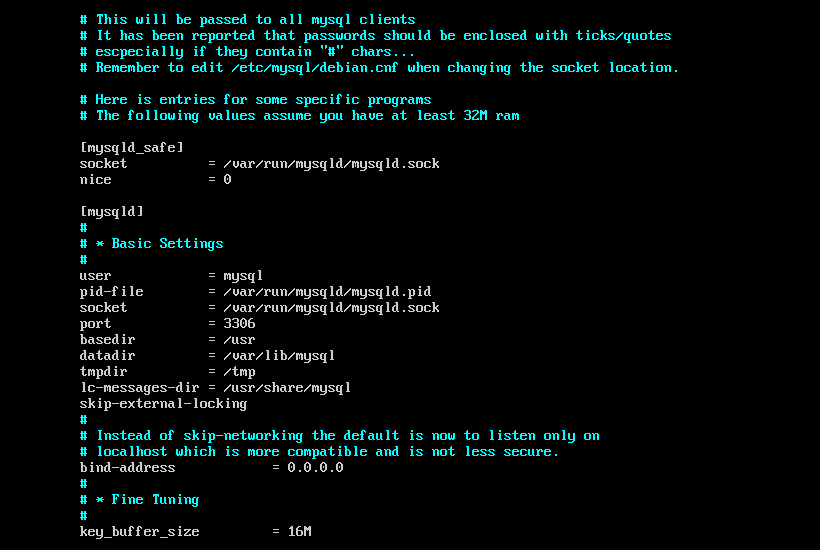 # This will be passed to all mysql clients
# It has been reported that passwords should be enclosed with ticks/quotes
# escpecially if they contain "#" chars...
# Remember to edit /etc/mysql/debian.cnf when changing the socket location.
# Here is entries for some specific programs
# The following values assume you have at least 32M ram
[mysqld_safe]
socket = /var/run/mysqld/mysqld.sock
nice = 0
[mysqld]
#
# * Basic Settings
#
user = mysql
pid-file = /var/run/mysqld/mysqld.pid
socket = /var/run/mysqld/mysqld.sock
port = 3306
basedir = /usr
datadir = /var/lib/mysql
tmpdir = /tmp
lc-messages-dir = /usr/share/mysql
skip-external-locking
#
# Instead of skip-networking the default is now to listen only on
# localhost which is more compatible and is not less secure.
bind-address = 0.0.0.0
#
# * Fine Tuning
#
key_buffer_size = 16M